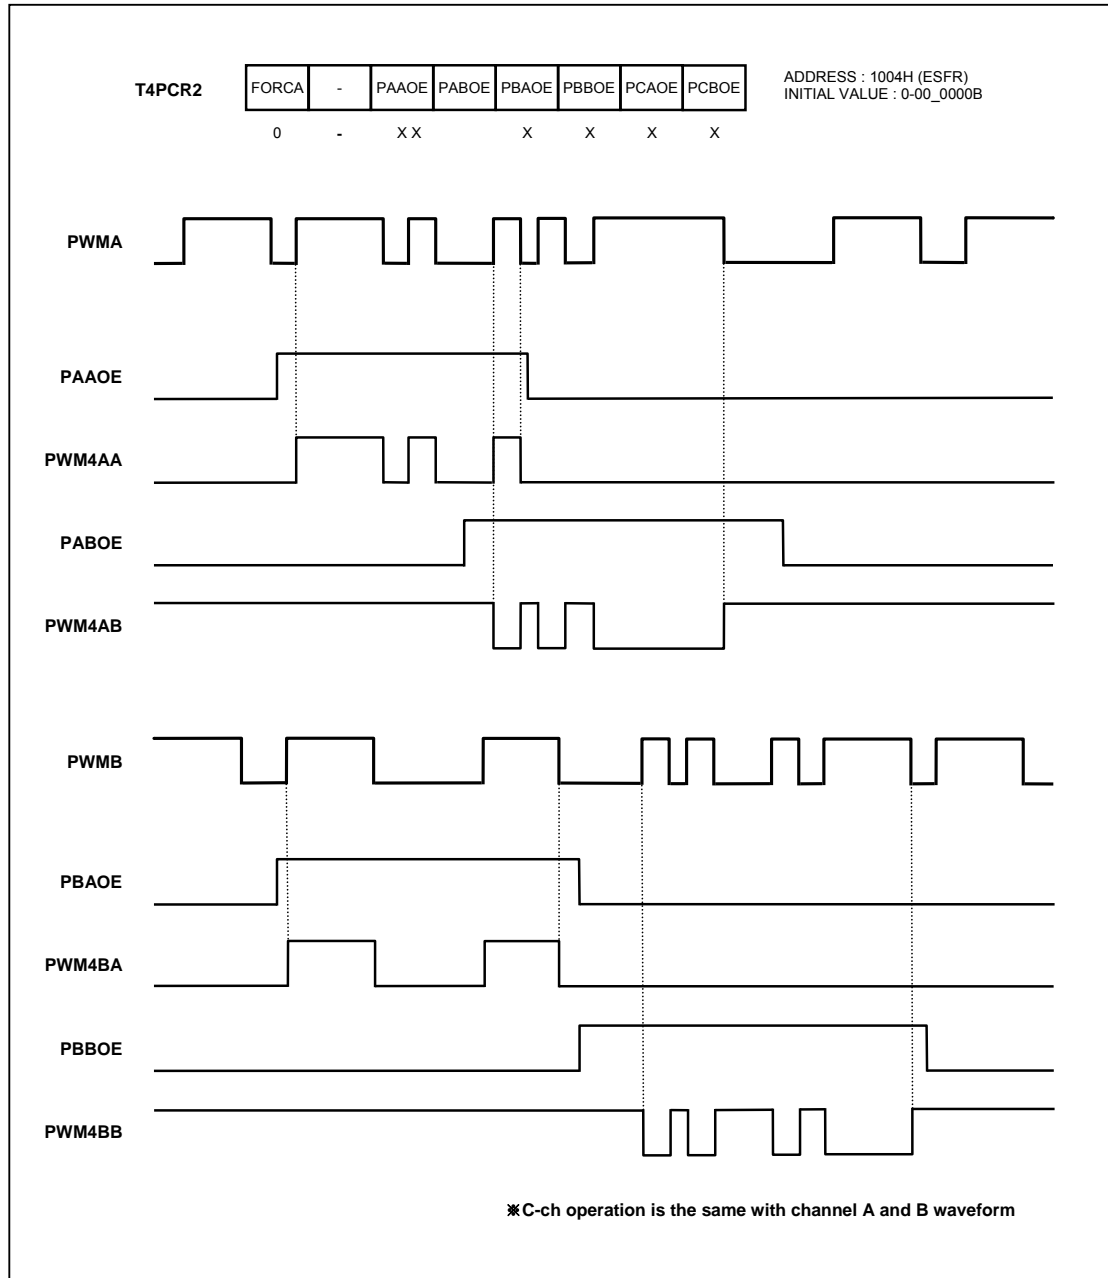 T4PCR2 FORCA - PAAOE PABOE PBAOE PBBOE PCAOE PCBOE
ADDRESS : 1004H (ESFR)
INITIAL VALUE : 0-00_0000B
0 - X X X X X X
PWMA
PAAOE
PWM4AA
PABOE
PWM4AB
PWMB
PBAOE
PWM4BA
PBBOE
PWM4BB
※C-ch operation is the same with channel A and B waveform